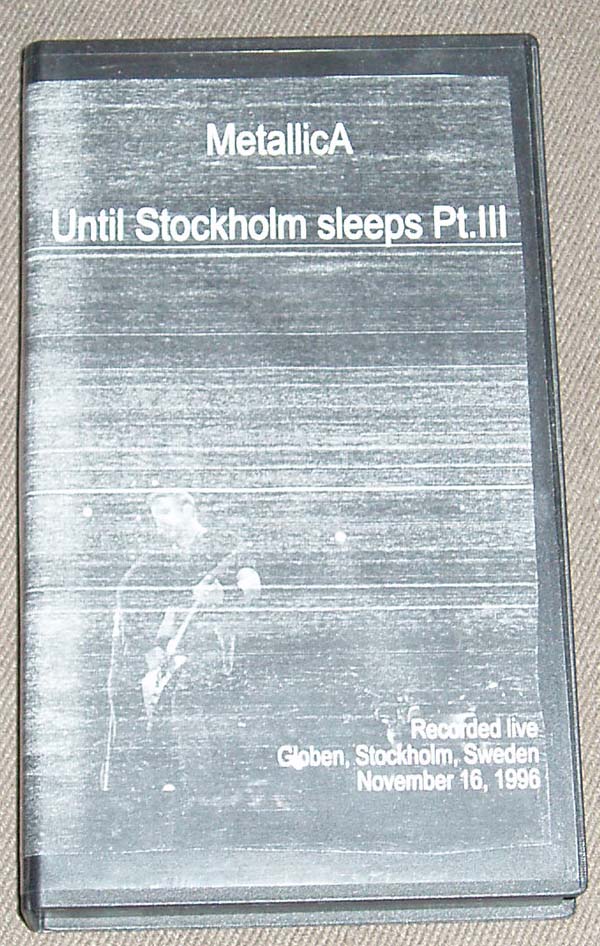 MetallicA
Until Stockholm sleeps Pt.III
Recorded live
Globen, Stockholm, Sweden
November 16, 1996